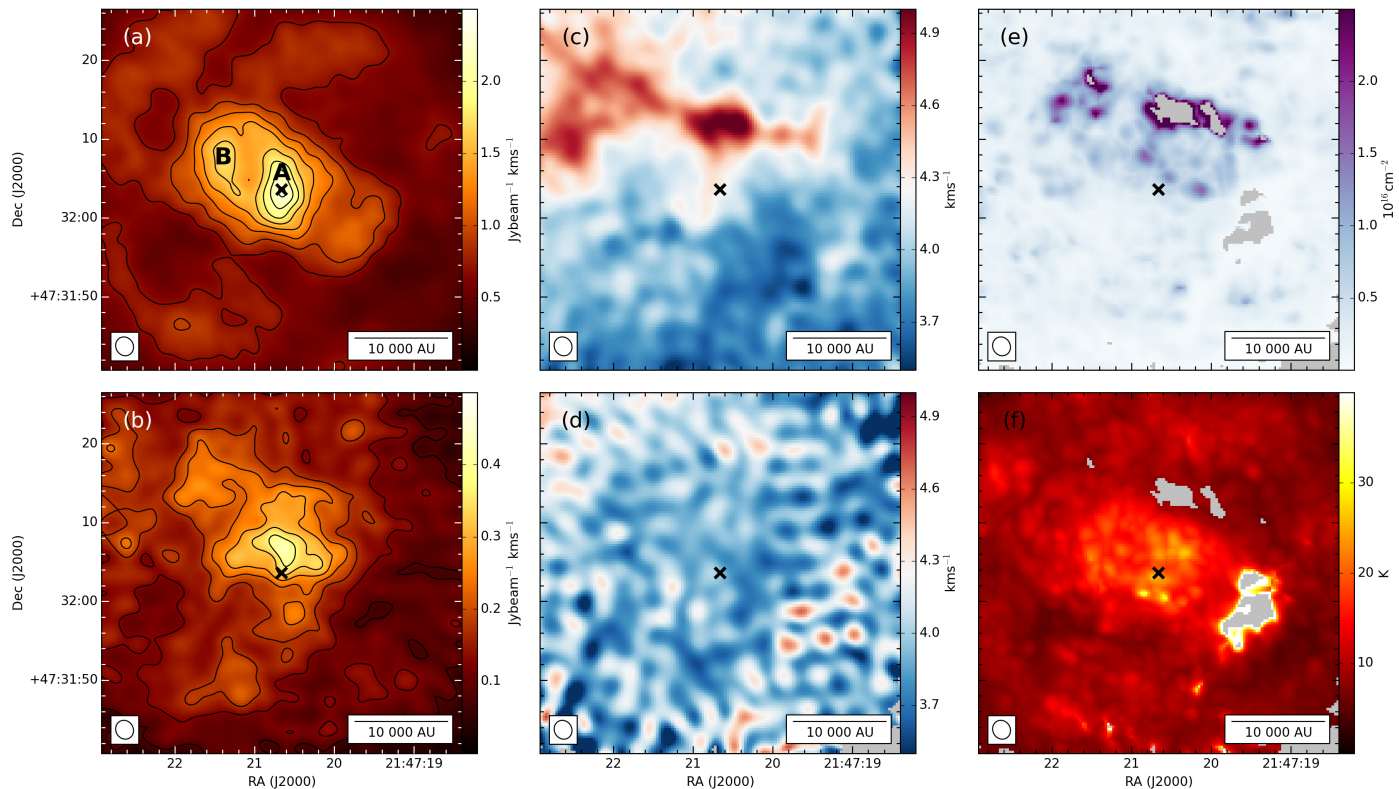 (a)
B
A
20
10
32:00
+47:31:50
Dec (J2000)
10 000 AU
2.0
1.5
1.0
0.5
Jybeam⁻¹ kms⁻¹
(c)
10 000 AU
4.9
4.6
4.3
4.0
3.7
kms⁻¹
(e)
10 000 AU
2.5
2.0
1.5
1.0
0.5
10¹⁶cm⁻²
(b)
20
10
32:00
+47:31:50
Dec (J2000)
10 000 AU
0.4
0.3
0.2
0.1
Jybeam⁻¹ kms⁻¹
22 21 20 21:47:19
RA (J2000)
(d)
10 000 AU
4.9
4.6
4.3
4.0
3.7
kms⁻¹
22 21 20 21:47:19
RA (J2000)
(f)
10 000 AU
30
20
10
K
22 21 20 21:47:19
RA (J2000)